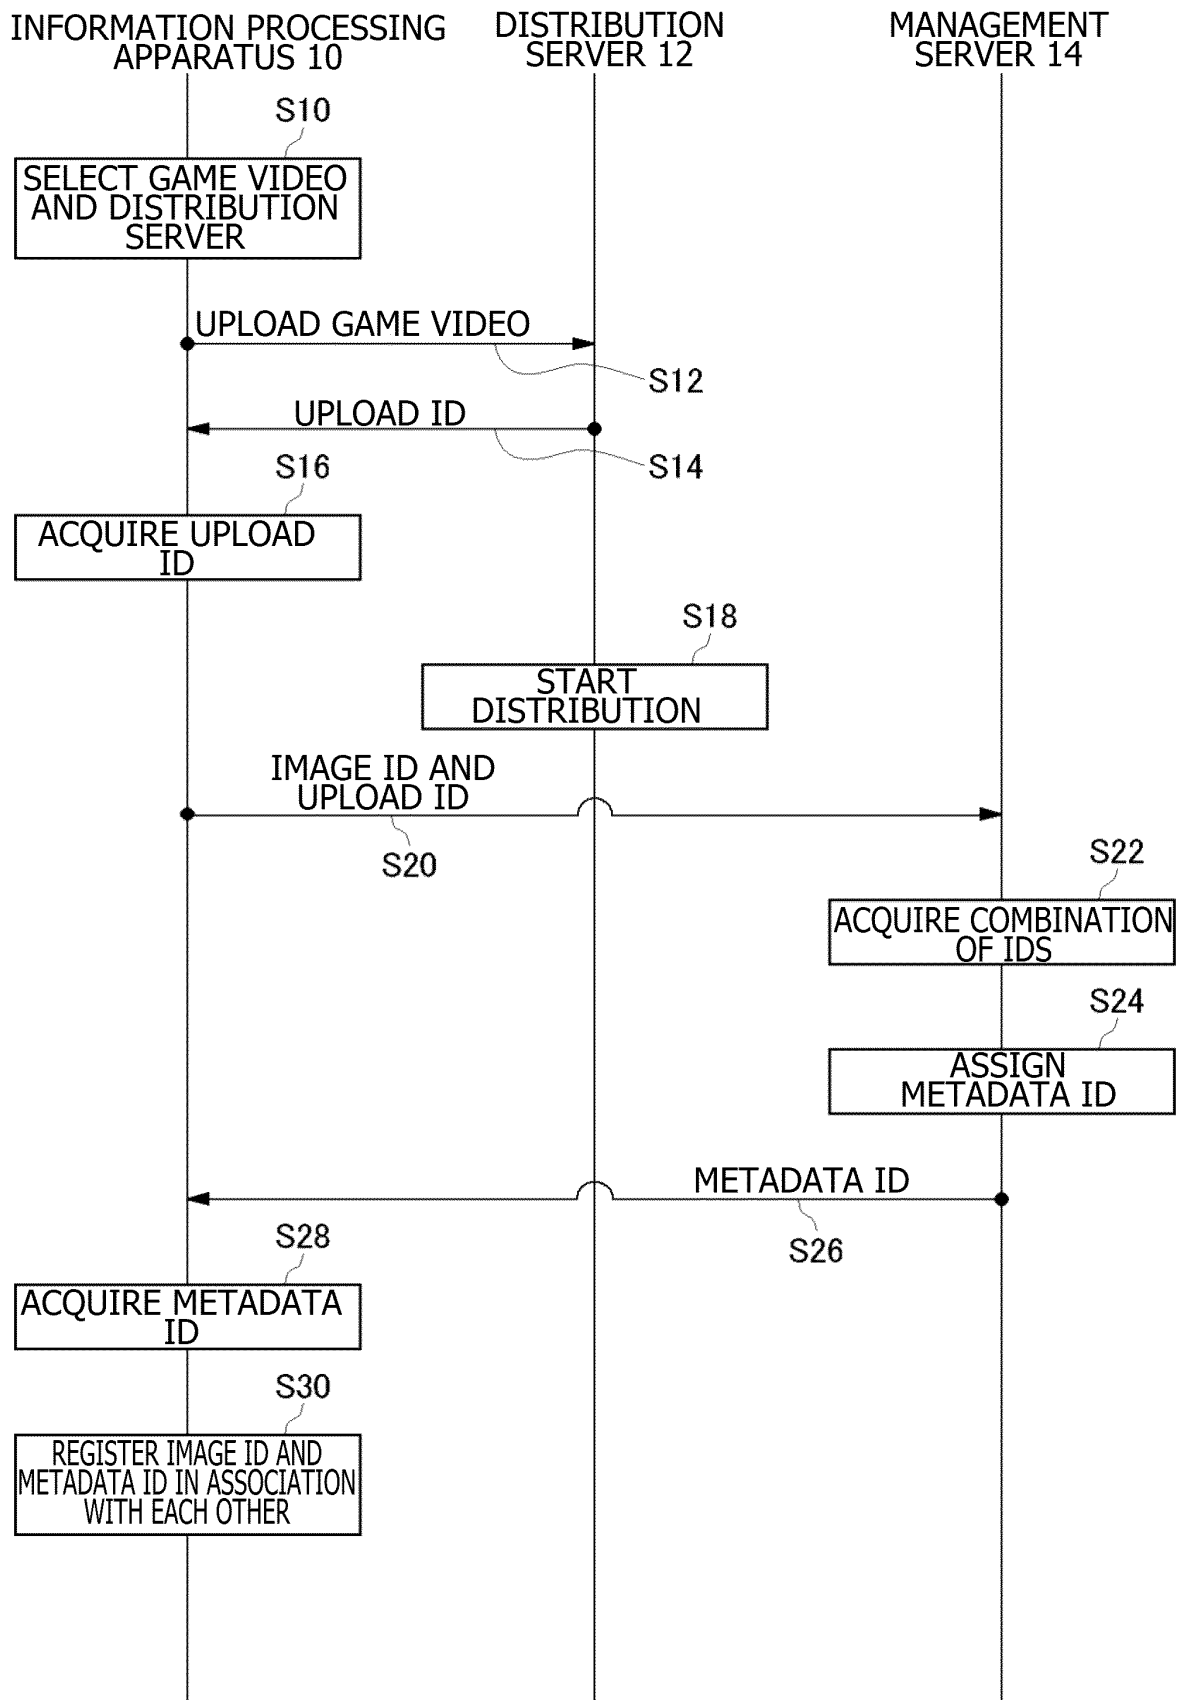 INFORMATION PROCESSING
APPARATUS 10
DISTRIBUTION
SERVER 12
MANAGEMENT
SERVER 14
S10
SELECT GAME VIDEO
AND DISTRIBUTION
SERVER
UPLOAD GAME VIDEO
S12
UPLOAD ID
S14
S16
ACQUIRE UPLOAD
ID
S18
START
DISTRIBUTION
IMAGE ID AND
UPLOAD ID
S20
S22
ACQUIRE COMBINATION
OF IDS
S24
ASSIGN
METADATA ID
METADATA ID
S26
S28
ACQUIRE METADATA
ID
S30
REGISTER IMAGE ID AND
METADATA ID IN ASSOCIATION
WITH EACH OTHER